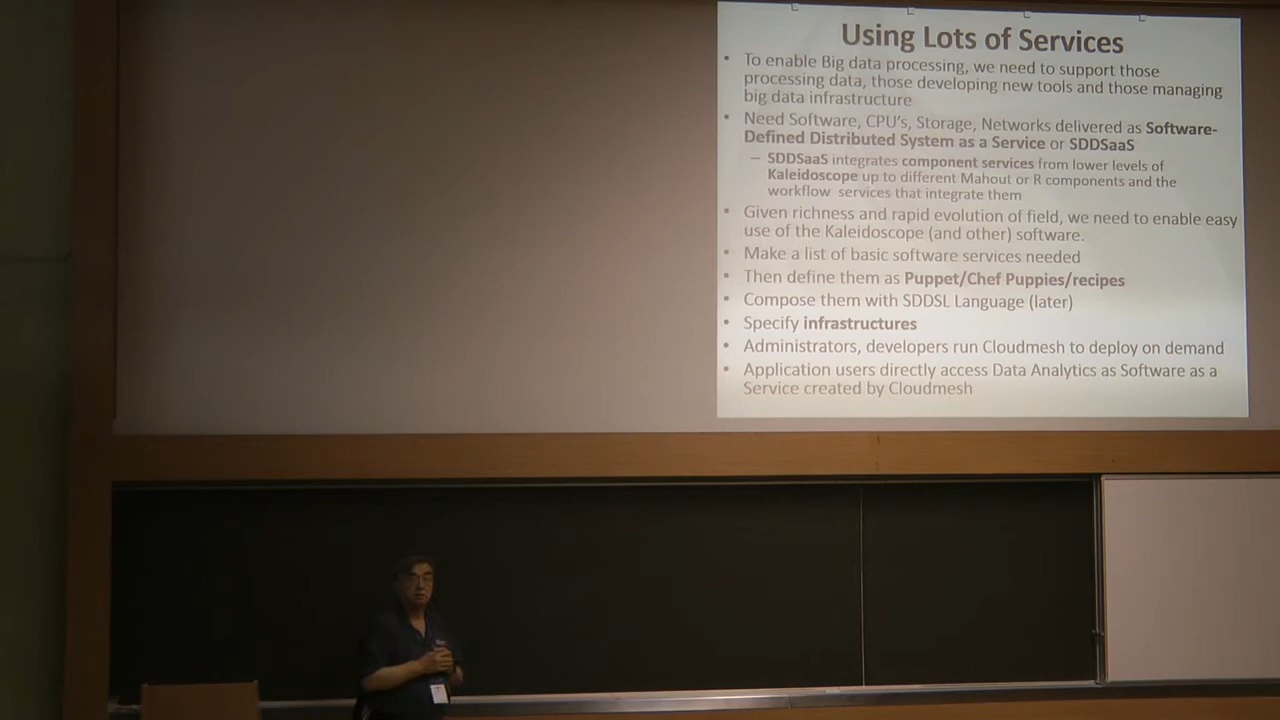 Using Lots of Services
• To enable Big data processing, we need to support those
processing data, those developing new tools and those managing
big data infrastructure
• Need Software, CPU's, Storage, Networks delivered as Software-
Defined Distributed System as a Service or SDDSaaS
– SDDSaaS integrates component services from lower levels of
Kaleidoscope up to different Mahout or R components and the
workflow services that integrate them
• Given richness and rapid evolution of field, we need to enable easy
use of the Kaleidoscope (and other) software.
• Make a list of basic software services needed
• Then define them as Puppet/Chef Puppies/recipes
• Compose them with SDDSL Language (later)
• Specify infrastructures
• Administrators, developers run Cloudmesh to deploy on demand
• Application users directly access Data Analytics as Software as a
Service created by Cloudmesh